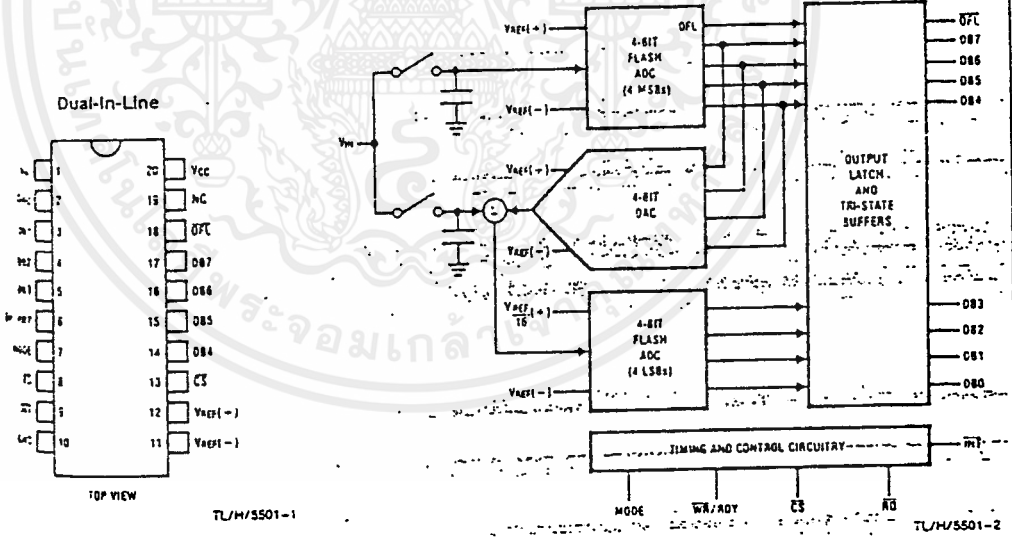 Dual-In-Line
1
2
3
4
5
6
7
8
9
10
20 VCC
19 NC
18 OFL
17 DB7
16 DB6
15 DB5
14 DB4
13 CS
12 VREF(+)
11 VREF(−)
MODE
GND
TOP VIEW
TL/H/5501-1
VIN
VREF(+)
4-BIT
FLASH
ADC
(4 MSBs)
OFL
VREF(−)
VREF(+)
4-BIT
DAC
VREF(−)
VREF(+)
16
4-BIT
FLASH
ADC
(4 LSBs)
VREF(−)
OUTPUT
LATCH
AND
TRI-STATE
BUFFERS
OFL
DB7
DB6
DB5
DB4
DB3
DB2
DB1
DB0
TIMING AND CONTROL CIRCUITRY
INT
MODE
WR/RDY
CS
RD
TL/H/5501-2